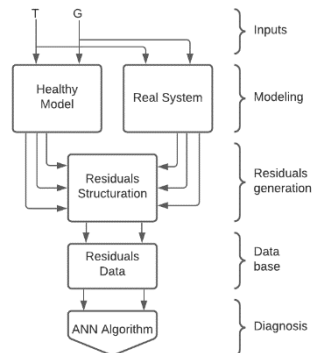 T G
Inputs
Healthy
Model
Real System
Modeling
Residuals
Structuration
Residuals
generation
Residuals
Data
Data
base
ANN Algorithm
Diagnosis